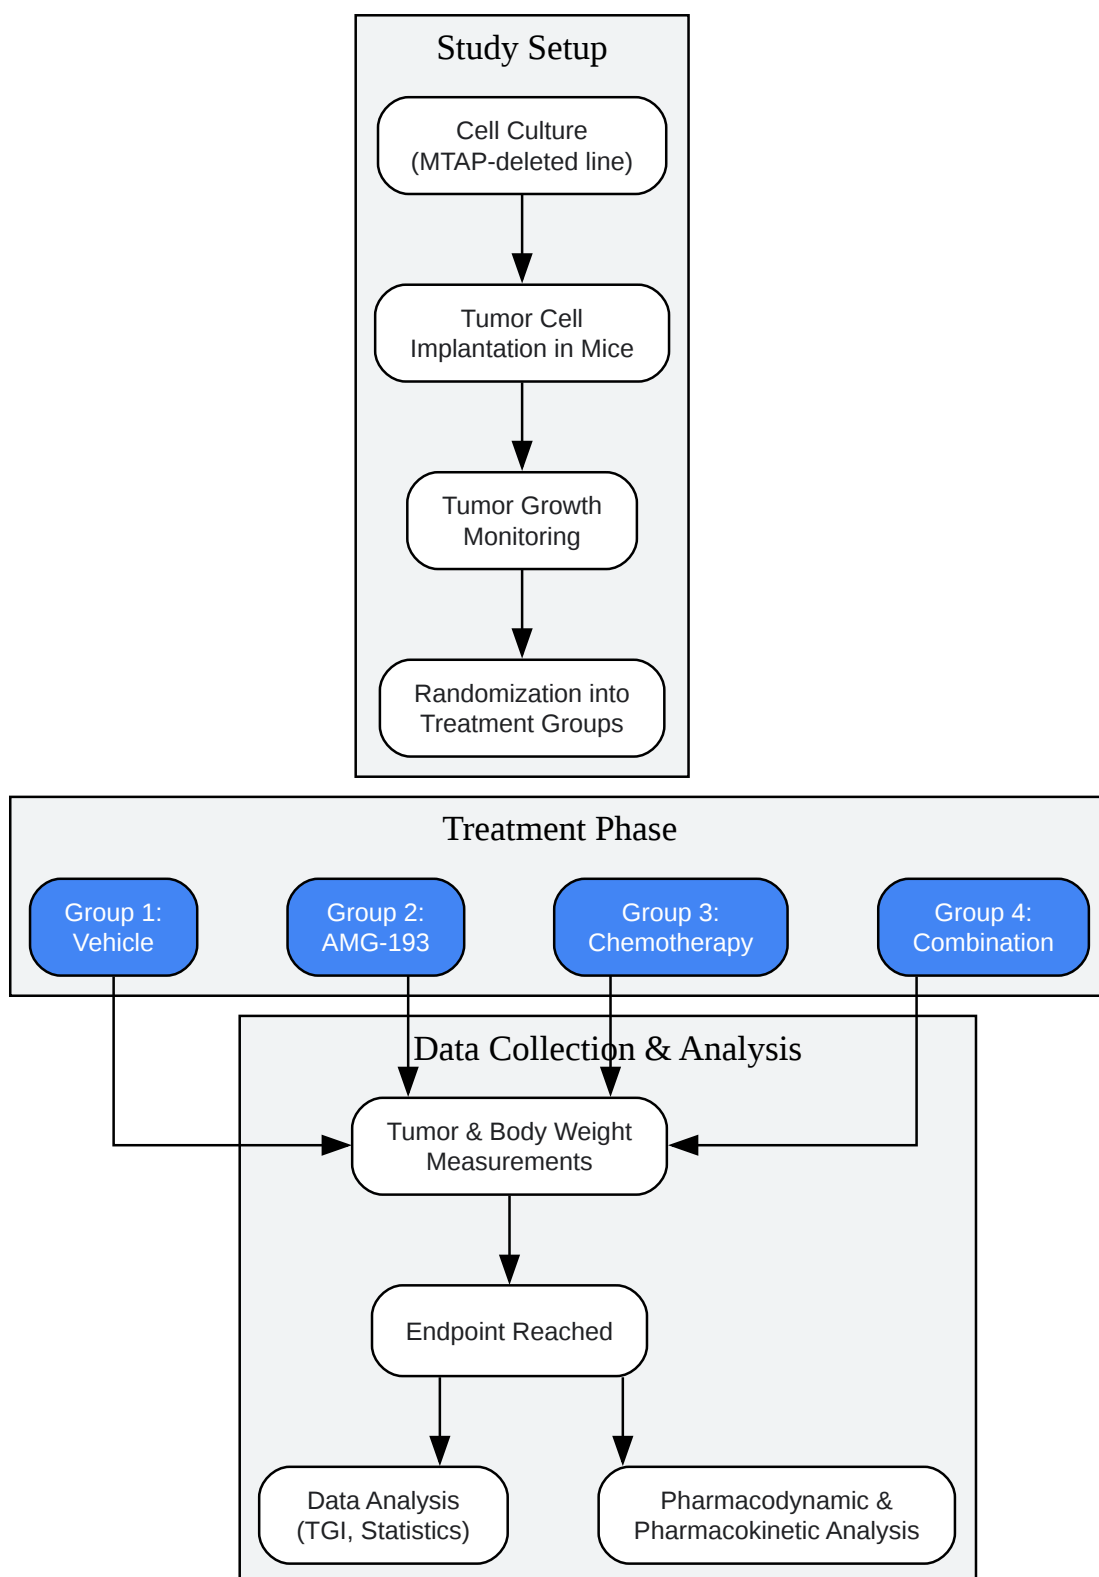 Study Setup
Cell Culture
(MTAP-deleted line)
Tumor Cell
Implantation in Mice
Tumor Growth
Monitoring
Randomization into
Treatment Groups
Treatment Phase
Group 1:
Vehicle
Group 2:
AMG-193
Group 3:
Chemotherapy
Group 4:
Combination
Data Collection & Analysis
Tumor & Body Weight
Measurements
Endpoint Reached
Data Analysis
(TGI, Statistics)
Pharmacodynamic &
Pharmacokinetic Analysis